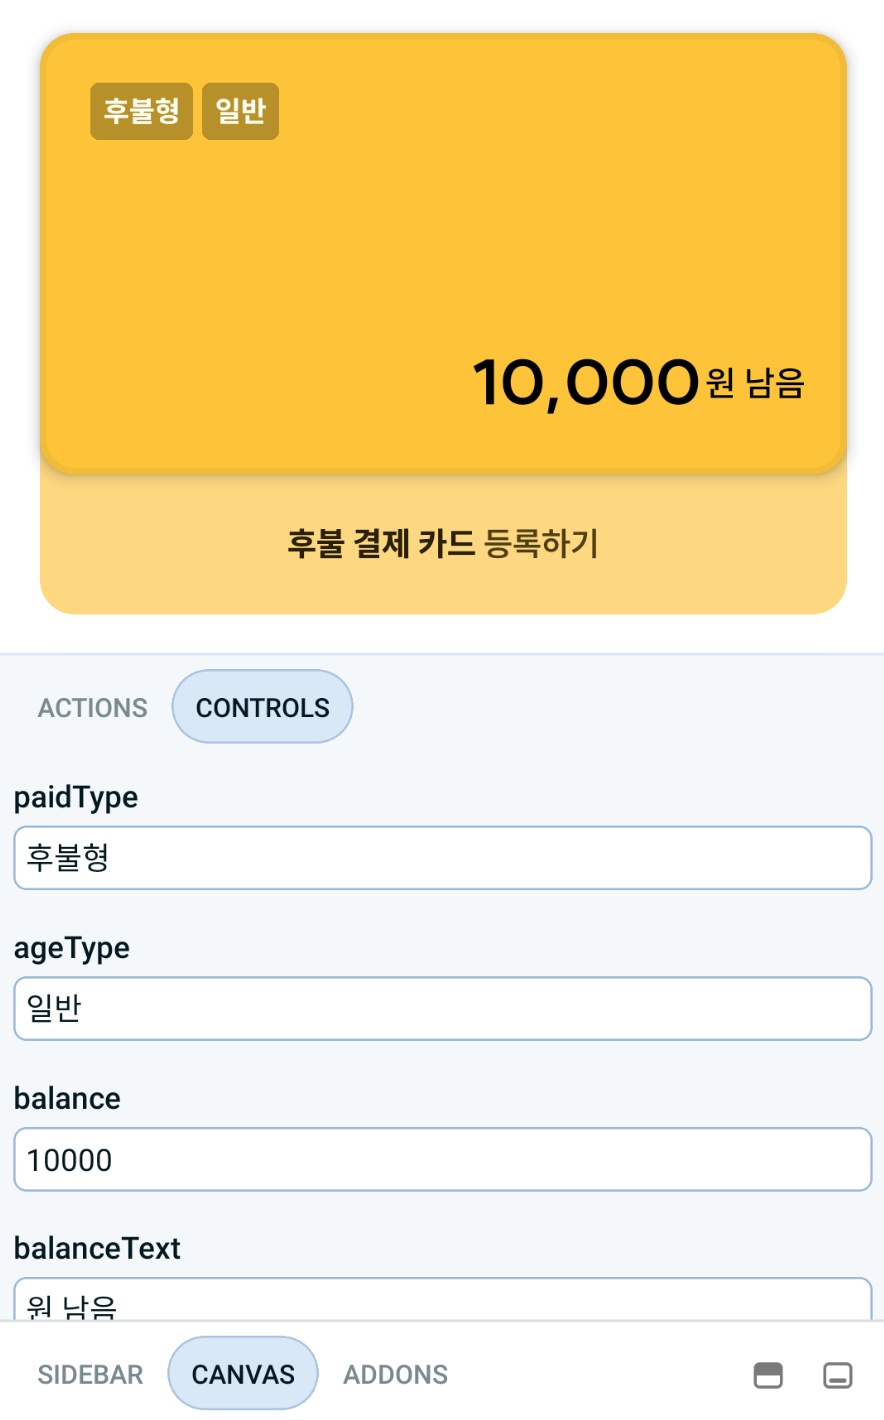 후불형 일반
10,000원 남음
후불 결제 카드 등록하기
ACTIONS CONTROLS
paidType
후불형
ageType
일반
balance
10000
balanceText
원 남음
SIDEBAR CANVAS ADDONS